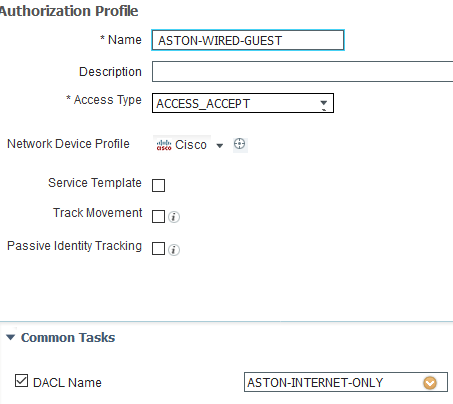 Authorization Profile
* Name ASTON-WIRED-GUEST
Description
* Access Type ACCESS_ACCEPT
Network Device Profile cisco Cisco
Service Template
Track Movement i
Passive Identity Tracking i
Common Tasks
DACL Name ASTON-INTERNET-ONLY